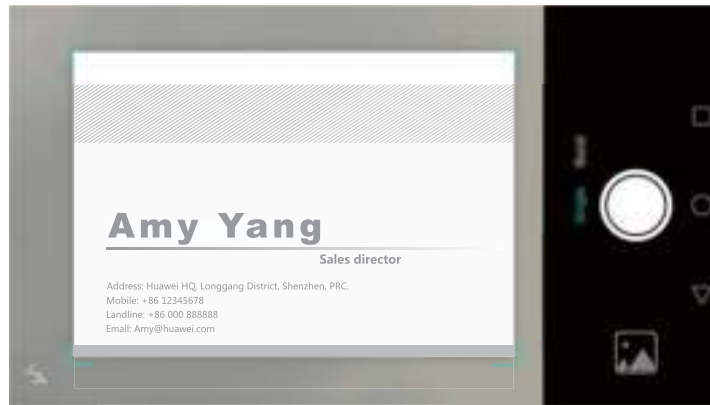 Amy Yang
Sales director
Address: Huawei HQ, Longgang District, Shenzhen, PRC.
Mobile: +86 12345678
Landline: +86 000 888888
Email: Amy@huawei.com